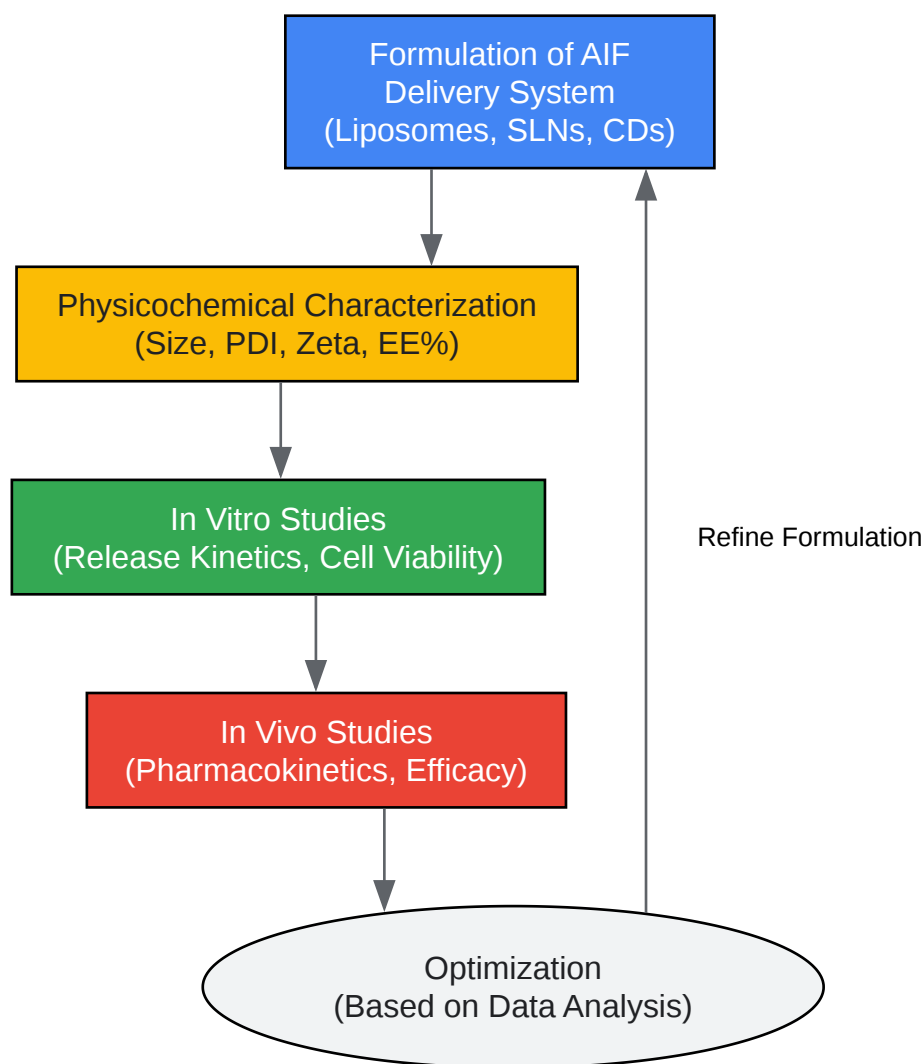 Formulation of AIF
Delivery System
(Liposomes, SLNs, CDs)
Physicochemical Characterization
(Size, PDI, Zeta, EE%)
In Vitro Studies
(Release Kinetics, Cell Viability)
Refine Formulation
In Vivo Studies
(Pharmacokinetics, Efficacy)
Optimization
(Based on Data Analysis)